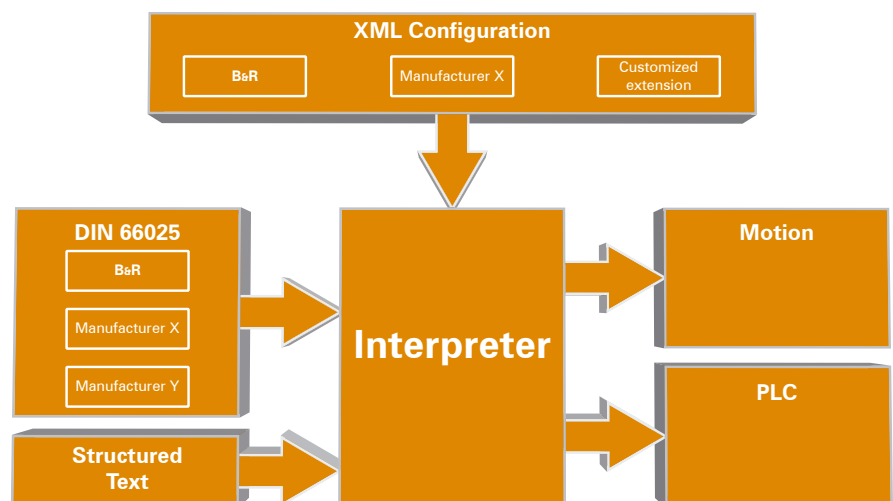 XML Configuration
B&R
Manufacturer X
Customized
extension
DIN 66025
B&R
Manufacturer X
Manufacturer Y
Structured
Text
Interpreter
Motion
PLC